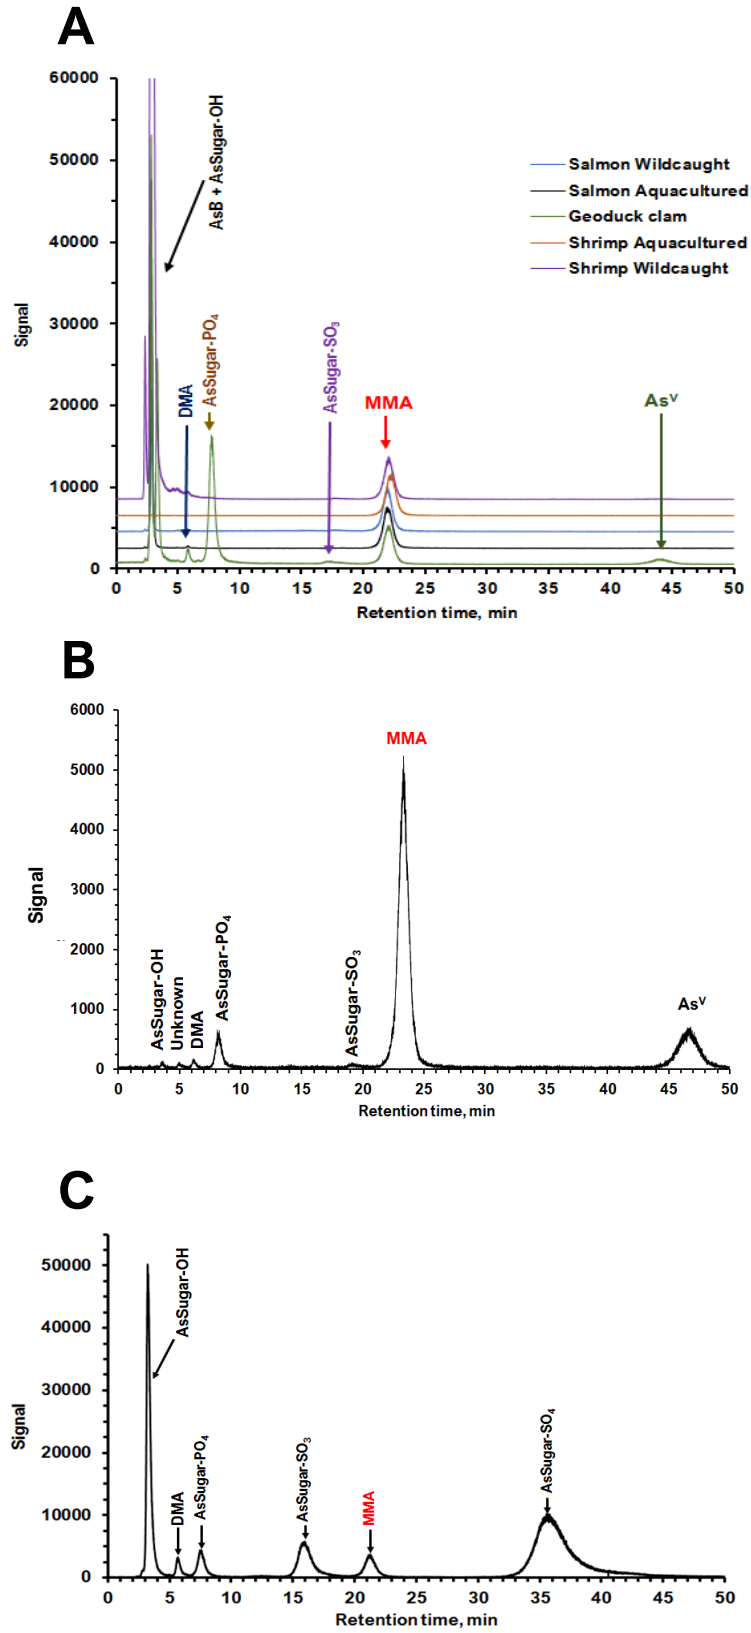 A
60000
50000
40000
30000
20000
10000
0
Signal
AsB + AsSugar-OH
DMA
AsSugar-PO4
AsSugar-SO3
MMA
AsV
Salmon Wildcaught
Salmon Aquacultured
Geoduck clam
Shrimp Aquacultured
Shrimp Wildcaught
0 5 10 15 20 25 30 35 40 45 50
Retention time, min
B
6000
5000
4000
3000
2000
1000
0
Signal
AsSugar-OH
Unknown
DMA
AsSugar-PO4
AsSugar-SO3
MMA
AsV
0 5 10 15 20 25 30 35 40 45 50
Retention time, min
C
50000
40000
30000
20000
10000
0
Signal
AsSugar-OH
DMA
AsSugar-PO4
AsSugar-SO3
MMA
AsSugar-SO4
0 5 10 15 20 25 30 35 40 45 50
Retention time, min